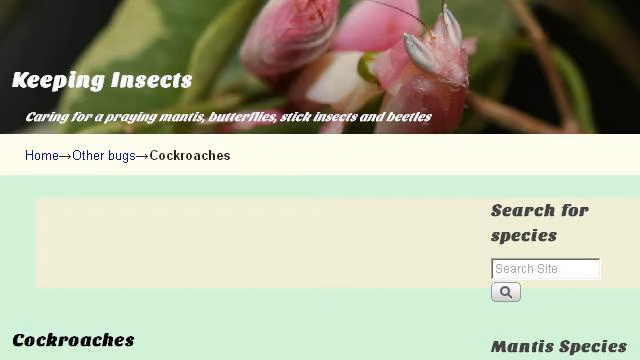 Keeping Insects
Caring for a praying mantis, butterflies, stick insects and beetles
Home→Other bugs→Cockroaches
Search for
species
Search Site
Cockroaches
Mantis Species